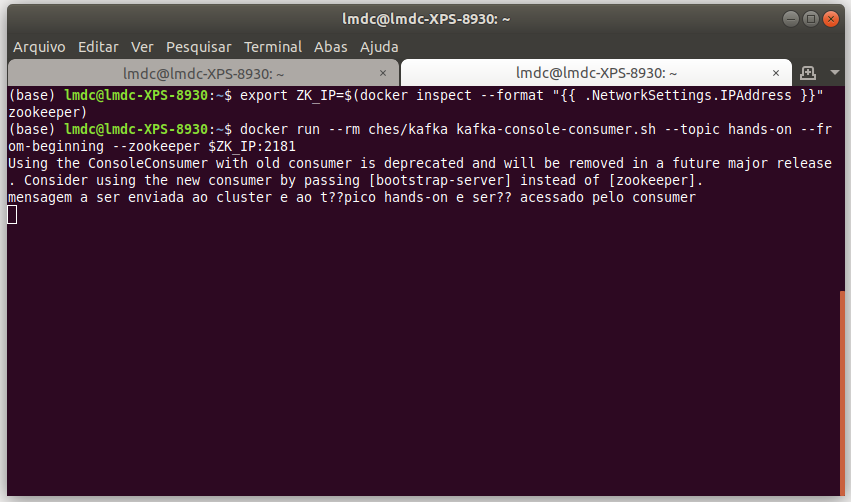 lmdc@lmdc-XPS-8930: ~
Arquivo Editar Ver Pesquisar Terminal Abas Ajuda
lmdc@lmdc-XPS-8930: ~ × lmdc@lmdc-XPS-8930: ~ ×
(base) lmdc@lmdc-XPS-8930:~$ export ZK_IP=$(docker inspect --format "{{ .NetworkSettings.IPAddress }}"
zookeeper)
(base) lmdc@lmdc-XPS-8930:~$ docker run --rm ches/kafka kafka-console-consumer.sh --topic hands-on --fr
om-beginning --zookeeper $ZK_IP:2181
Using the ConsoleConsumer with old consumer is deprecated and will be removed in a future major release
. Consider using the new consumer by passing [bootstrap-server] instead of [zookeeper].
mensagem a ser enviada ao cluster e ao t??pico hands-on e ser?? acessado pelo consumer